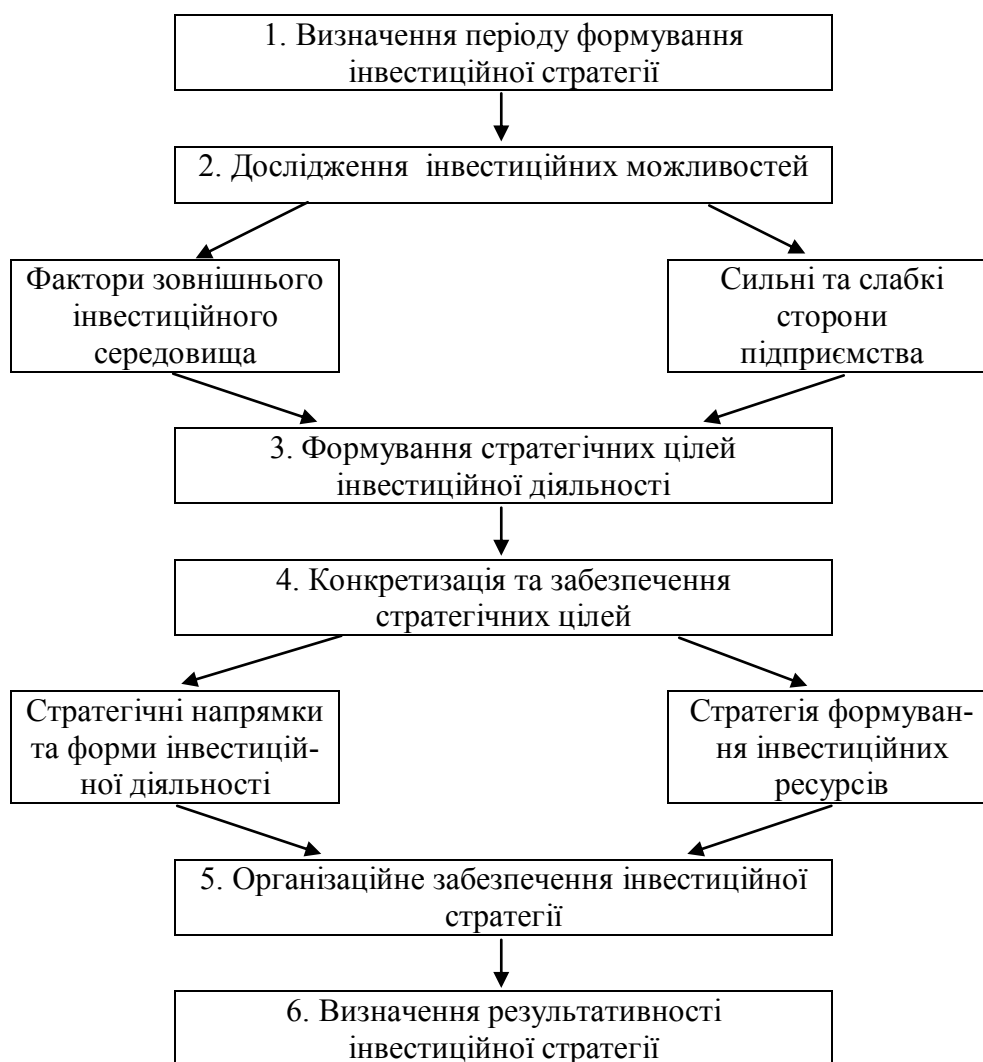 1. Визначення періоду формування
інвестиційної стратегії
2. Дослідження  інвестиційних можливостей
Фактори зовнішнього
інвестиційного
середовища
Сильні та слабкі
сторони
підприємства
3. Формування стратегічних цілей
інвестиційної діяльності
4. Конкретизація та забезпечення
стратегічних цілей
Стратегічні напрямки
та форми інвестицій-
ної діяльності
Стратегія формуван-
ня інвестиційних
ресурсів
5. Організаційне забезпечення інвестиційної
стратегії
6. Визначення результативності
інвестиційної стратегії